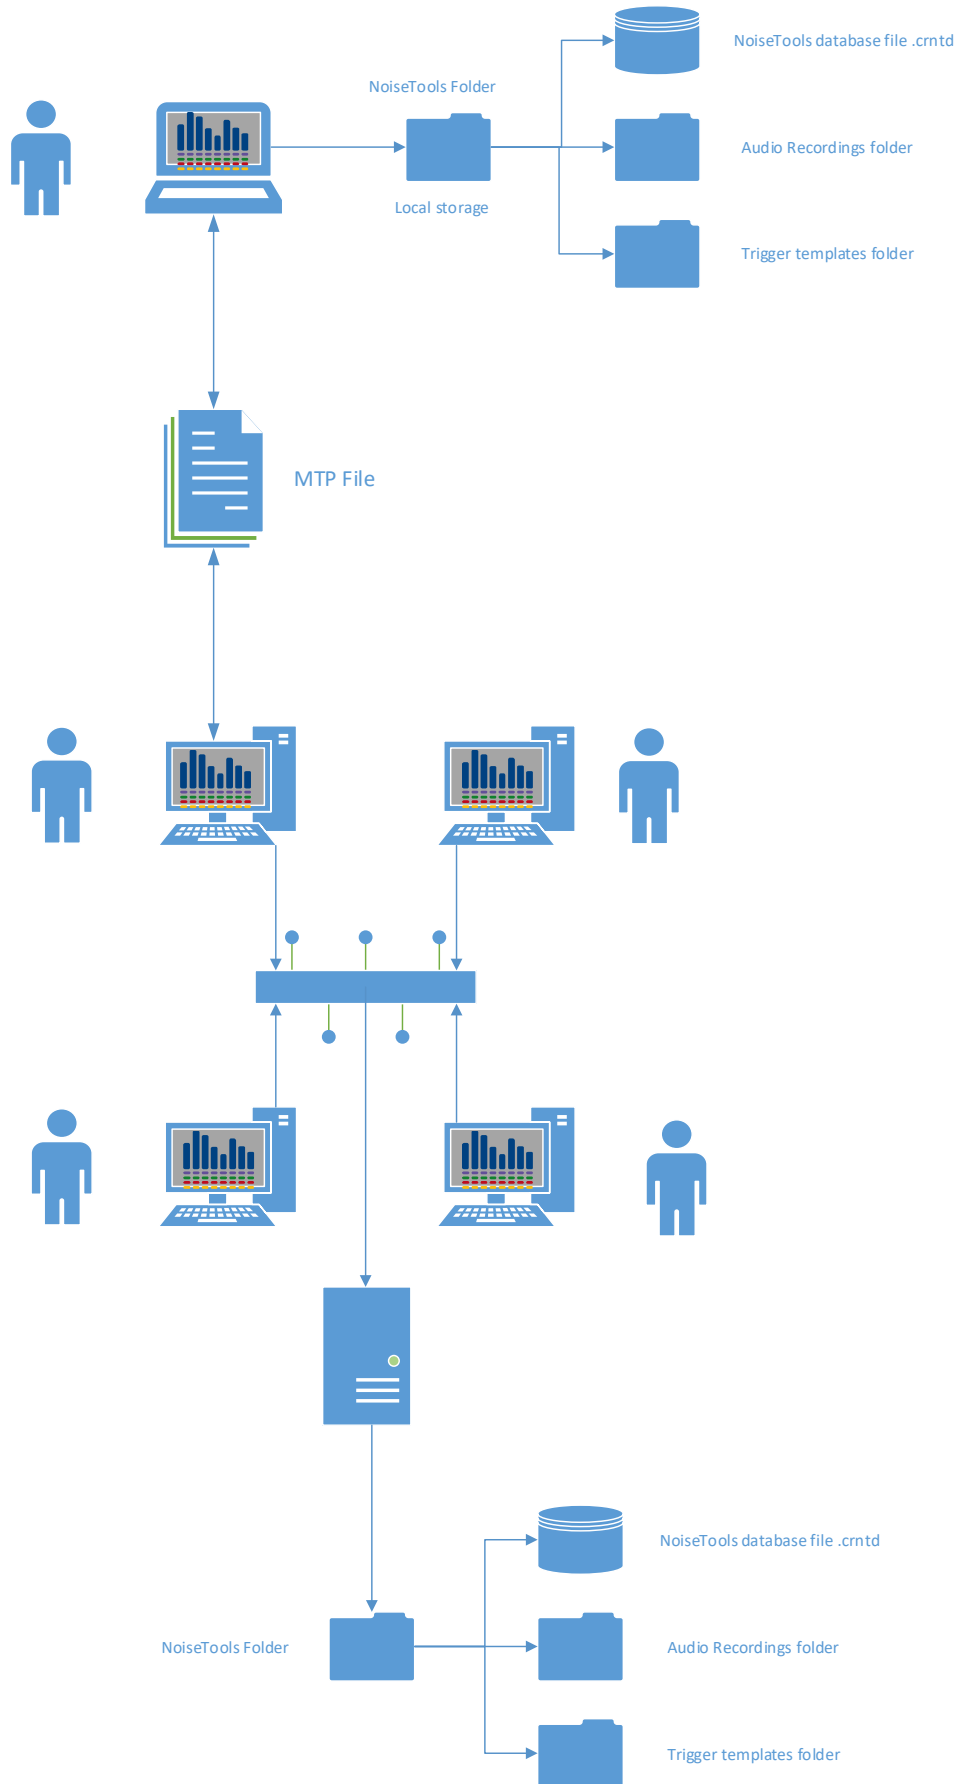 NoiseTools database file .crntd
NoiseTools Folder
Audio Recordings folder
Local storage
Trigger templates folder
MTP File
NoiseTools database file .crntd
NoiseTools Folder
Audio Recordings folder
Trigger templates folder